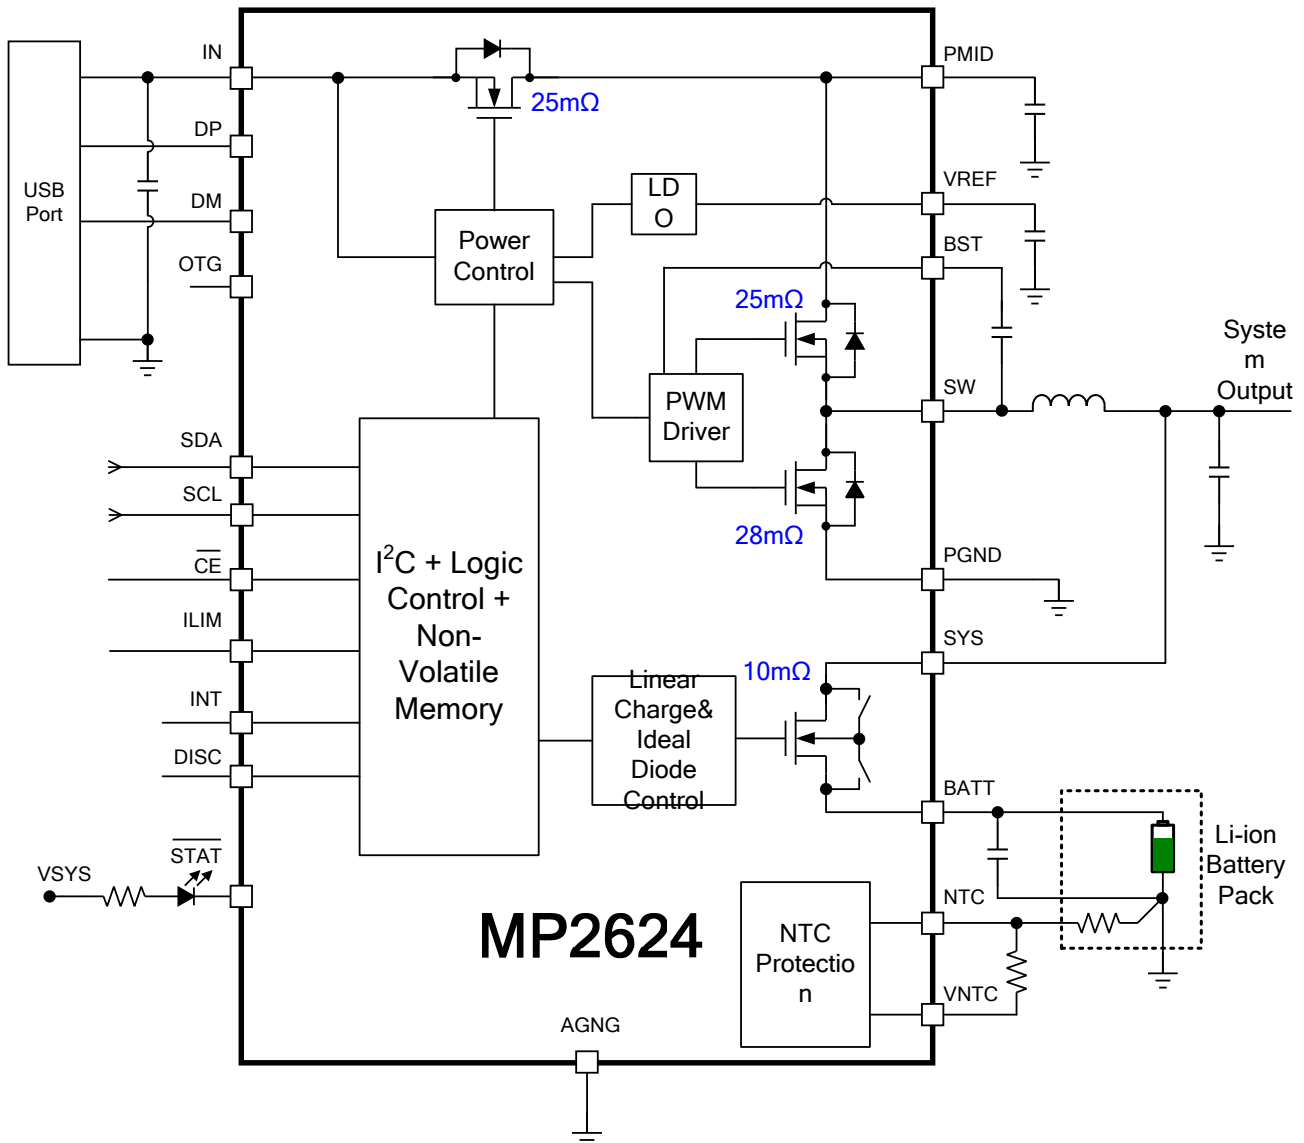 IN
PMID
25mΩ
DP
USB
Port
DM
LD
O
VREF
OTG
Power
Control
BST
25mΩ
Syste
m
Output
PWM
Driver
SW
SDA
SCL
28mΩ
CE
PGND
I²C + Logic
Control +
Non-
Volatile
Memory
ILIM
SYS
10mΩ
INT
Linear
Charge&
Ideal
Diode
Control
DISC
BATT
STAT
VSYS
Li-ion
Battery
Pack
NTC
MP2624
NTC
Protectio
n
VNTC
AGNG